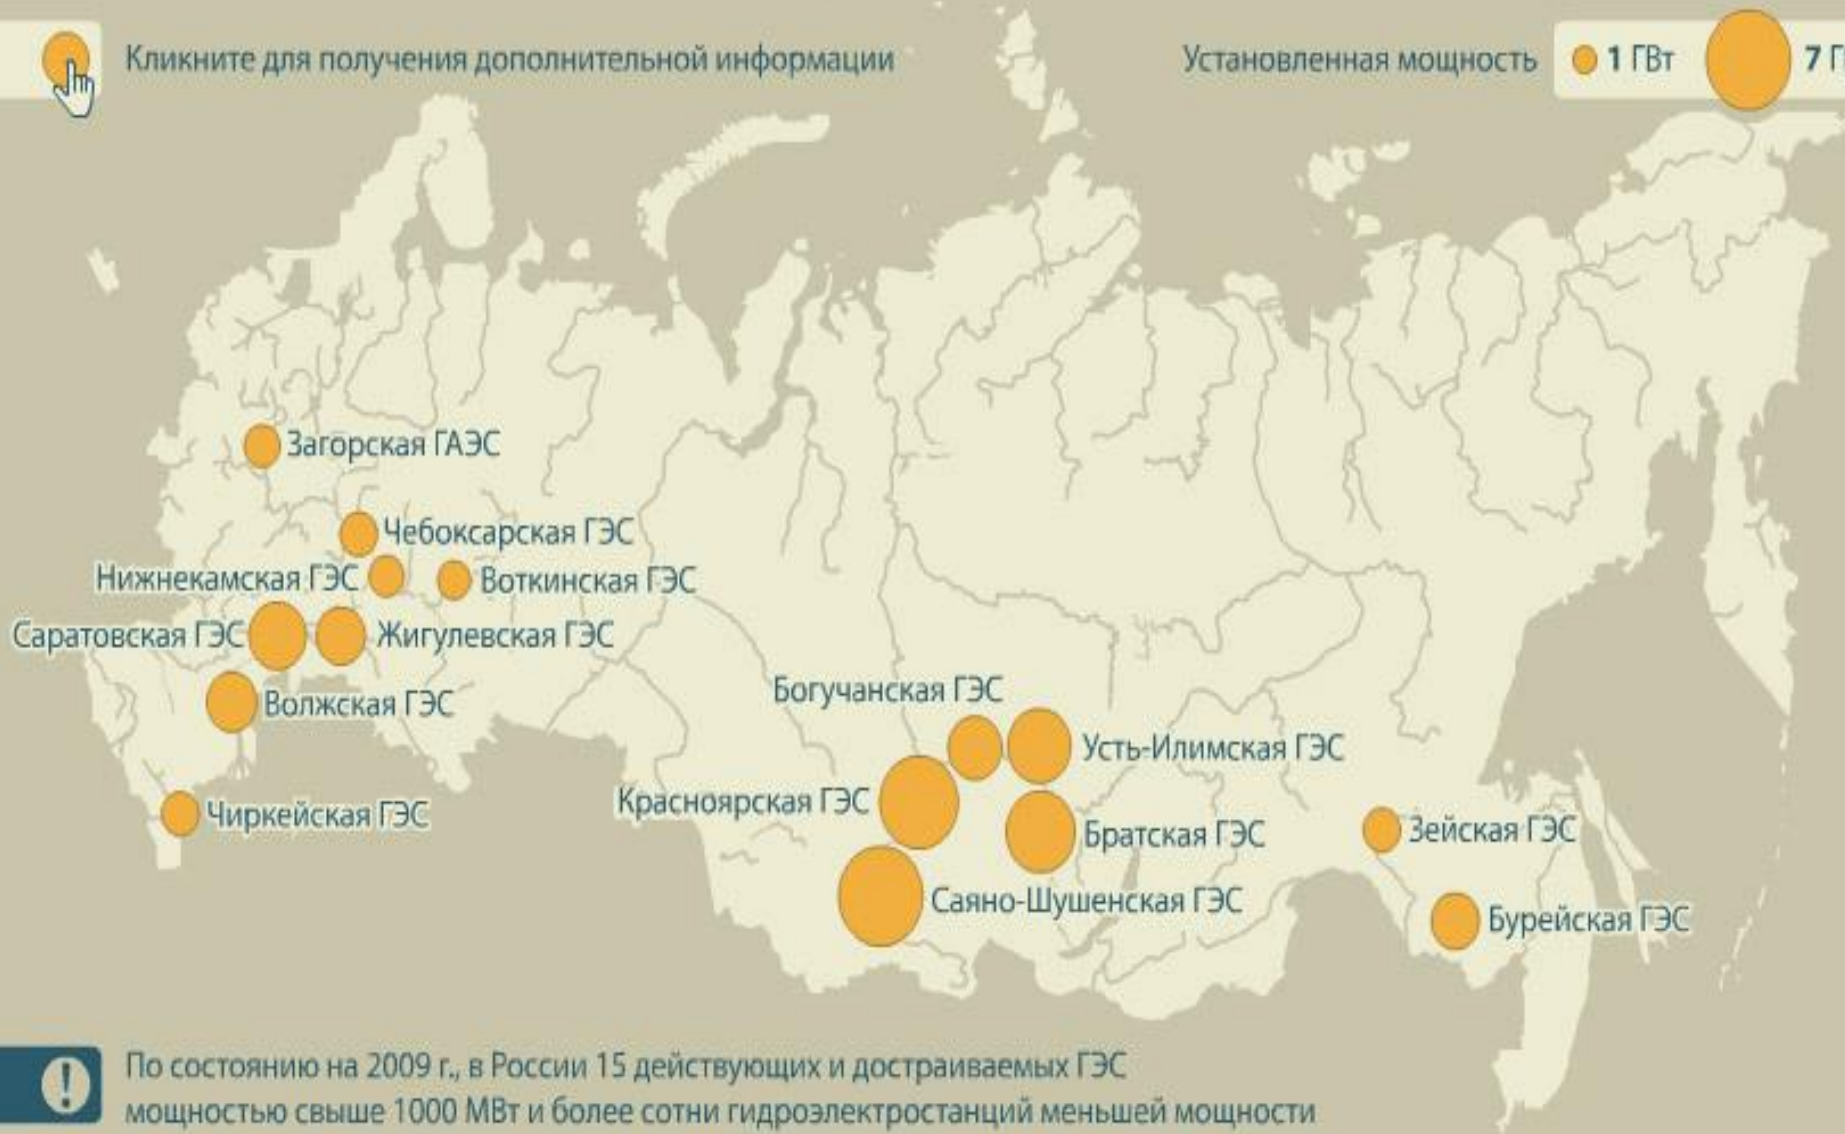 Кликните для получения дополнительной информации
Установленная мощность
1 ГВт
7
Загорская ГАЭС
Чебоксарская ГЭС
Нижнекамская ГЭС
Воткинская ГЭС
Саратовская ГЭС
Жигулевская ГЭС
Волжская ГЭС
Богучанская ГЭС
Усть-Илимская ГЭС
Красноярская ГЭС
Чиркейская ГЭС
Братская ГЭС
Зейская ГЭС
Саяно-Шушенская ГЭС
Бурейская ГЭС
!
По состоянию на 2009 г., в России 15 действующих и достраиваемых ГЭС
мощностью свыше 1000 МВт и более сотни гидроэлектростанций меньшей мощности